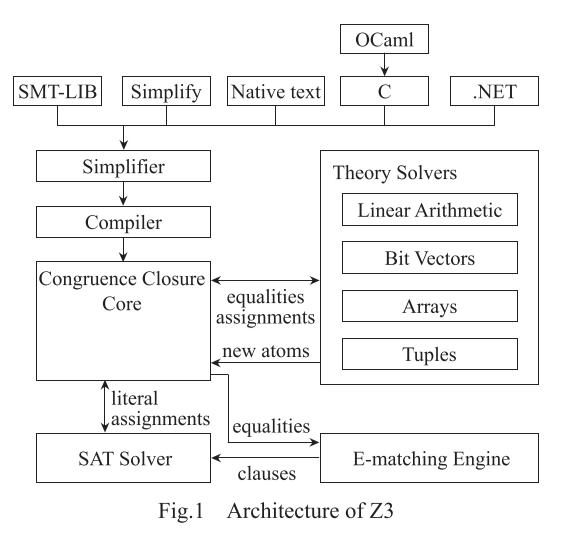 OCaml
SMT-LIB
Simplify
Native text
C
.NET
Simplifier
Compiler
Congruence Closure
Core
Theory Solvers
Linear Arithmetic
Bit Vectors
Arrays
Tuples
equalities
assignments
new atoms
literal
assignments
equalities
SAT Solver
clauses
E-matching Engine
Fig.1 Architecture of Z3